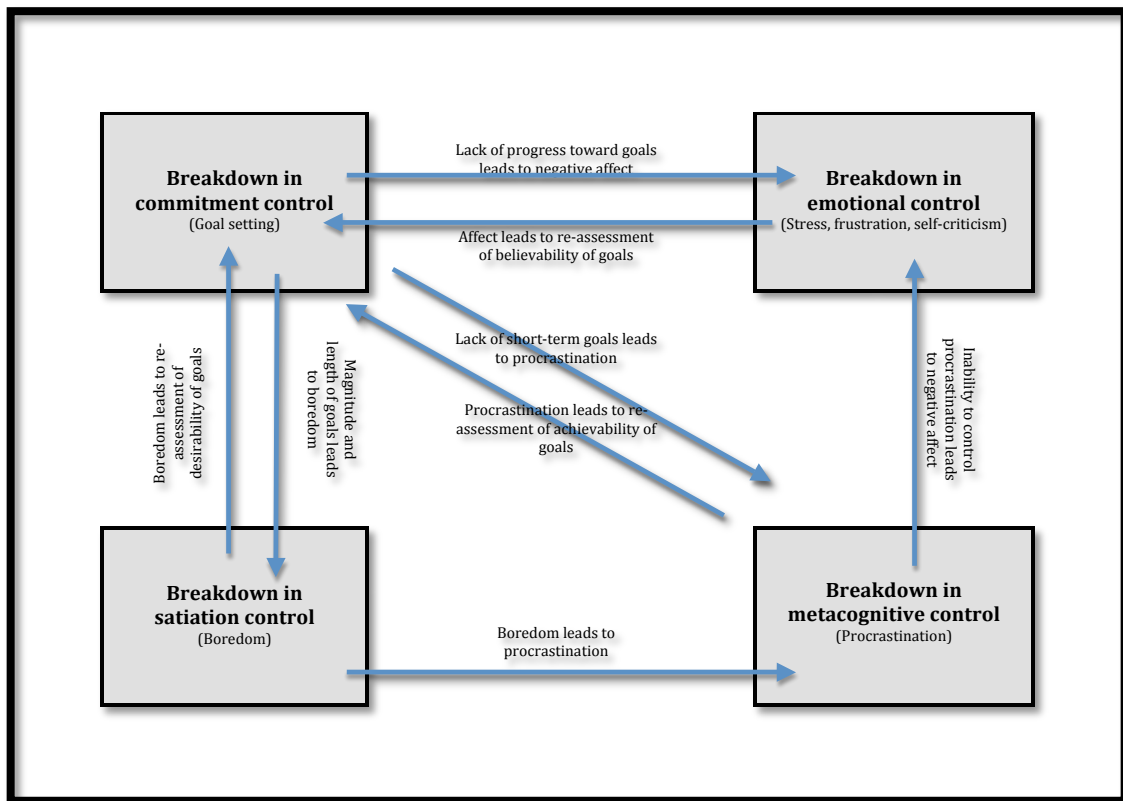 Breakdown in
commitment control
(Goal setting)
Lack of progress toward goals
leads to negative affect
Affect leads to re-assessment
of believability of goals
Breakdown in
emotional control
(Stress, frustration, self-criticism)
Boredom leads to re-
assessment of
desirability of goals
Magnitude and
length of goals leads
to boredom
Lack of short-term goals leads
to procrastination
Procrastination leads to re-
assessment of achievability of
goals
Inability to control
procrastination leads
to negative affect
Breakdown in
satiation control
(Boredom)
Boredom leads to
procrastination
Breakdown in
metacognitive control
(Procrastination)